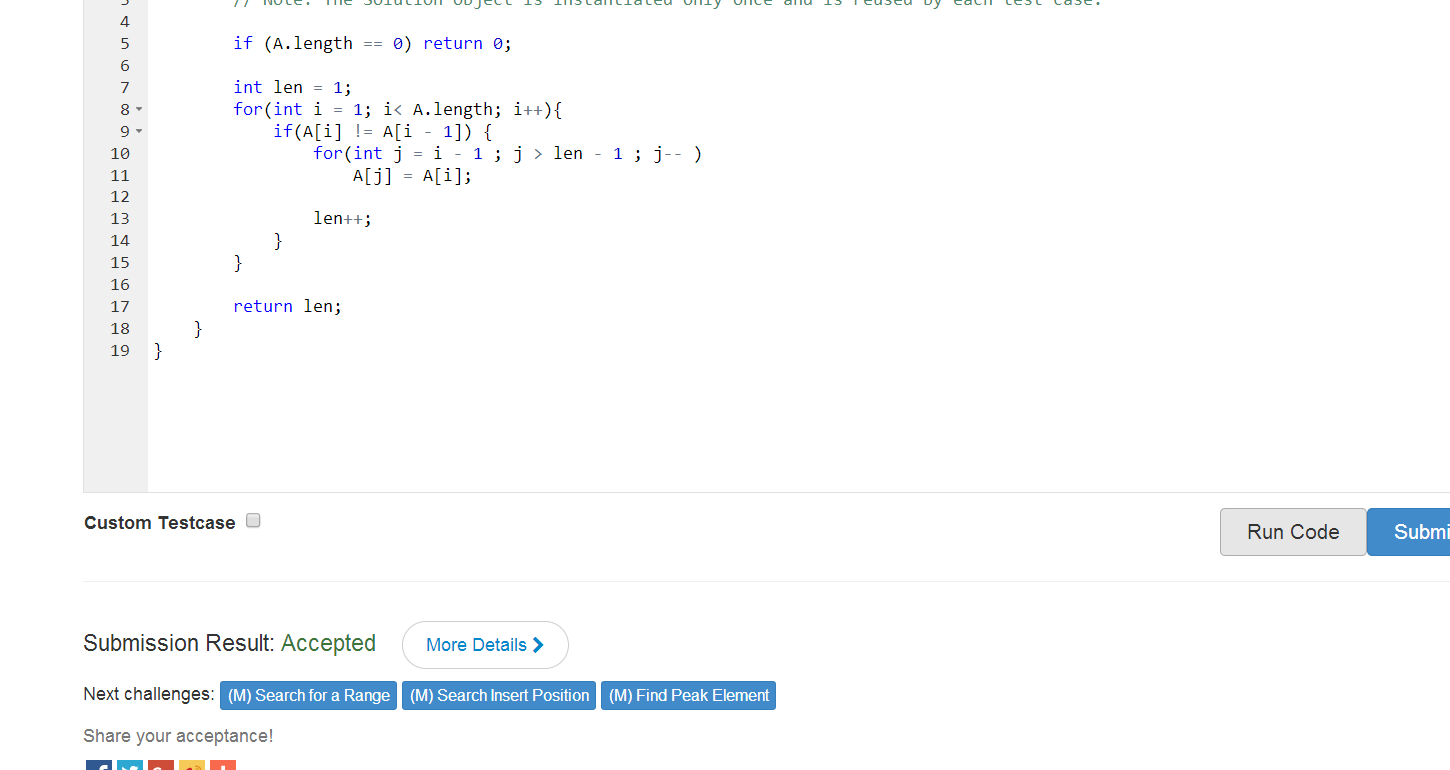 3 // Note: The Solution object is instantiated only once and is reused by each test case.
4
5 if (A.length == 0) return 0;
6
7 int len = 1;
8 for(int i = 1; i< A.length; i++){
9 if(A[i] != A[i - 1]) {
10 for(int j = i - 1 ; j > len - 1 ; j-- )
11 A[j] = A[i];
12
13 len++;
14 }
15 }
16
17 return len;
18 }
19 }
Custom Testcase
Run Code Submi
Submission Result: Accepted More Details
Next challenges: (M) Search for a Range (M) Search Insert Position (M) Find Peak Element
Share your acceptance!